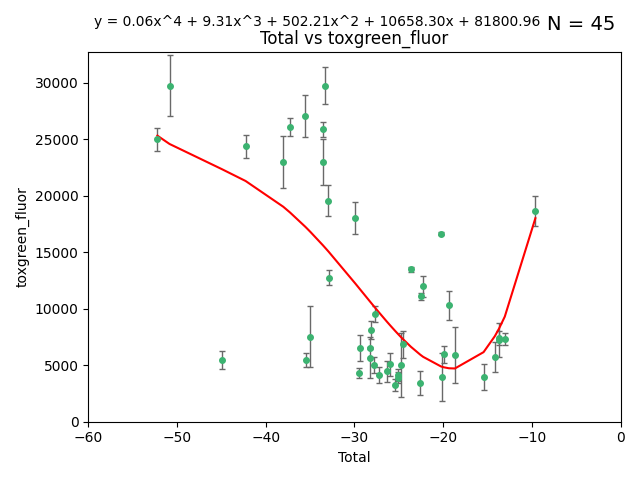 y = 0.06x^4 + 9.31x^3 + 502.21x^2 + 10658.30x + 81800.96 N = 45
Total vs toxgreen_fluor
30000
25000
20000
15000
10000
5000
0
toxgreen_fluor
−60 −50 −40 −30 −20 −10 0
Total